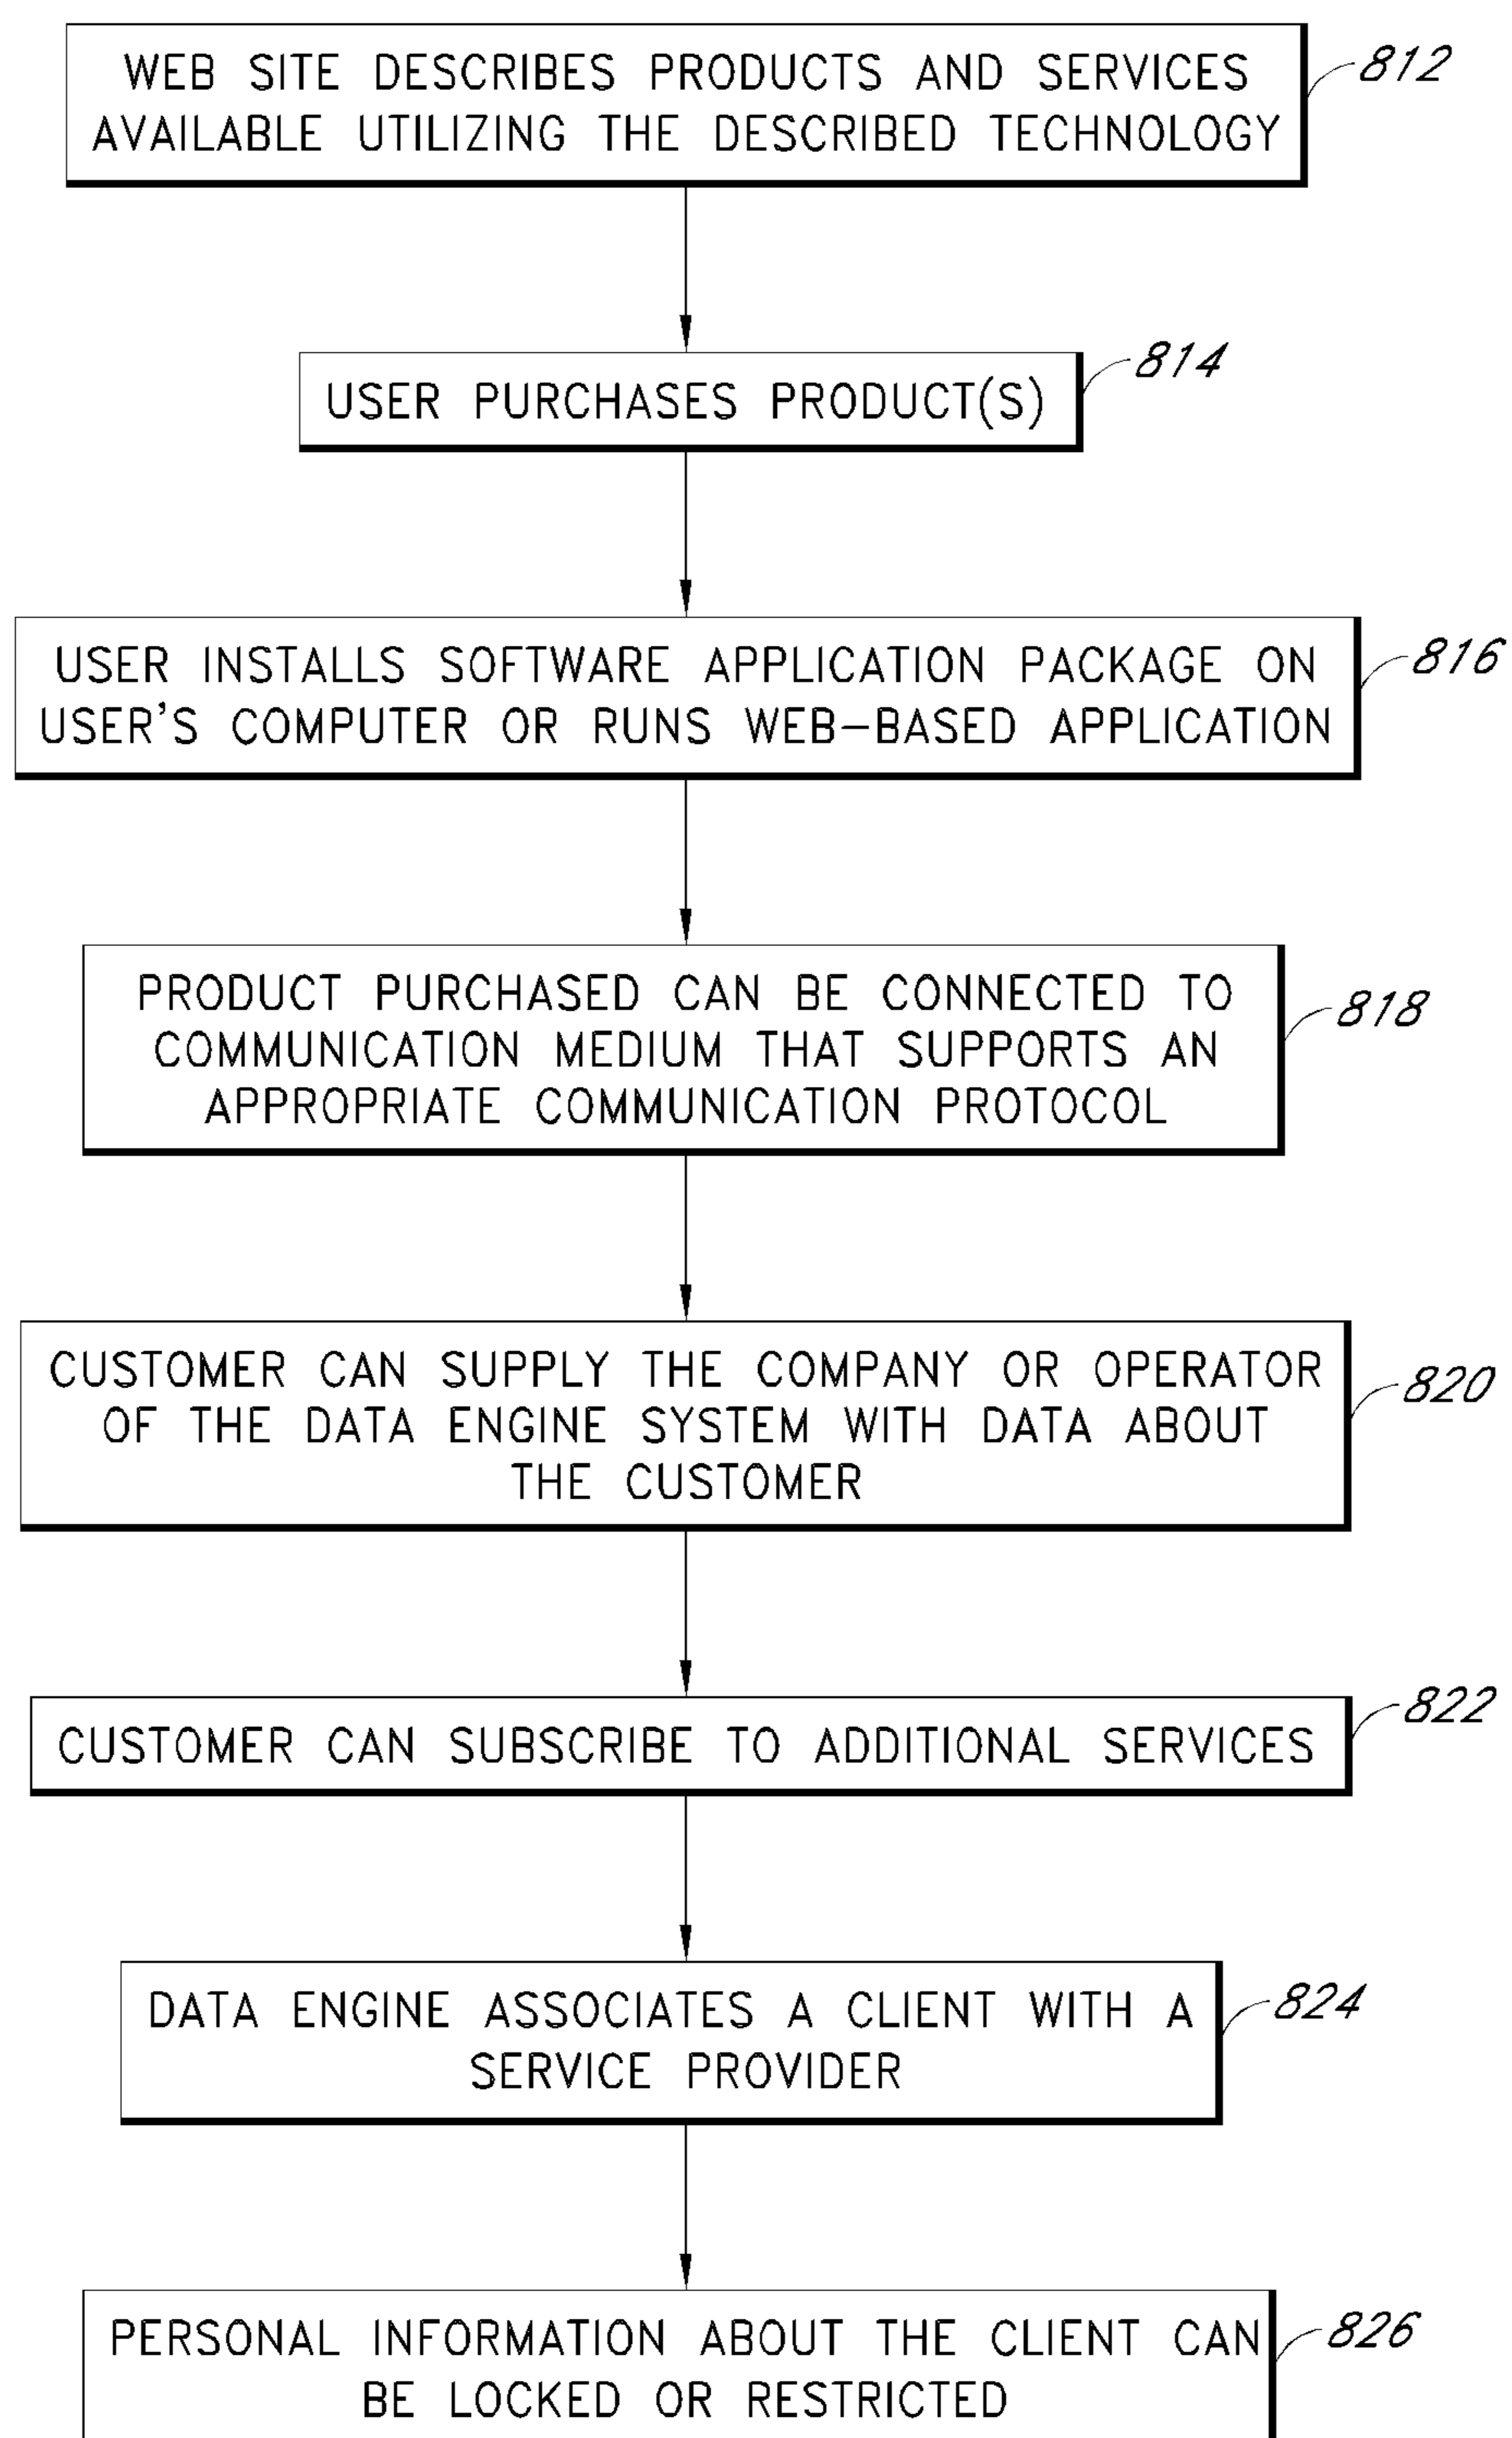 WEB SITE DESCRIBES PRODUCTS AND SERVICES
AVAILABLE UTILIZING THE DESCRIBED TECHNOLOGY
812
USER PURCHASES PRODUCT(S)
814
USER INSTALLS SOFTWARE APPLICATION PACKAGE ON
USER'S COMPUTER OR RUNS WEB-BASED APPLICATION
816
PRODUCT PURCHASED CAN BE CONNECTED TO
COMMUNICATION MEDIUM THAT SUPPORTS AN
APPROPRIATE COMMUNICATION PROTOCOL
818
CUSTOMER CAN SUPPLY THE COMPANY OR OPERATOR
OF THE DATA ENGINE SYSTEM WITH DATA ABOUT
THE CUSTOMER
820
CUSTOMER CAN SUBSCRIBE TO ADDITIONAL SERVICES
822
DATA ENGINE ASSOCIATES A CLIENT WITH A
SERVICE PROVIDER
824
PERSONAL INFORMATION ABOUT THE CLIENT CAN
BE LOCKED OR RESTRICTED
826